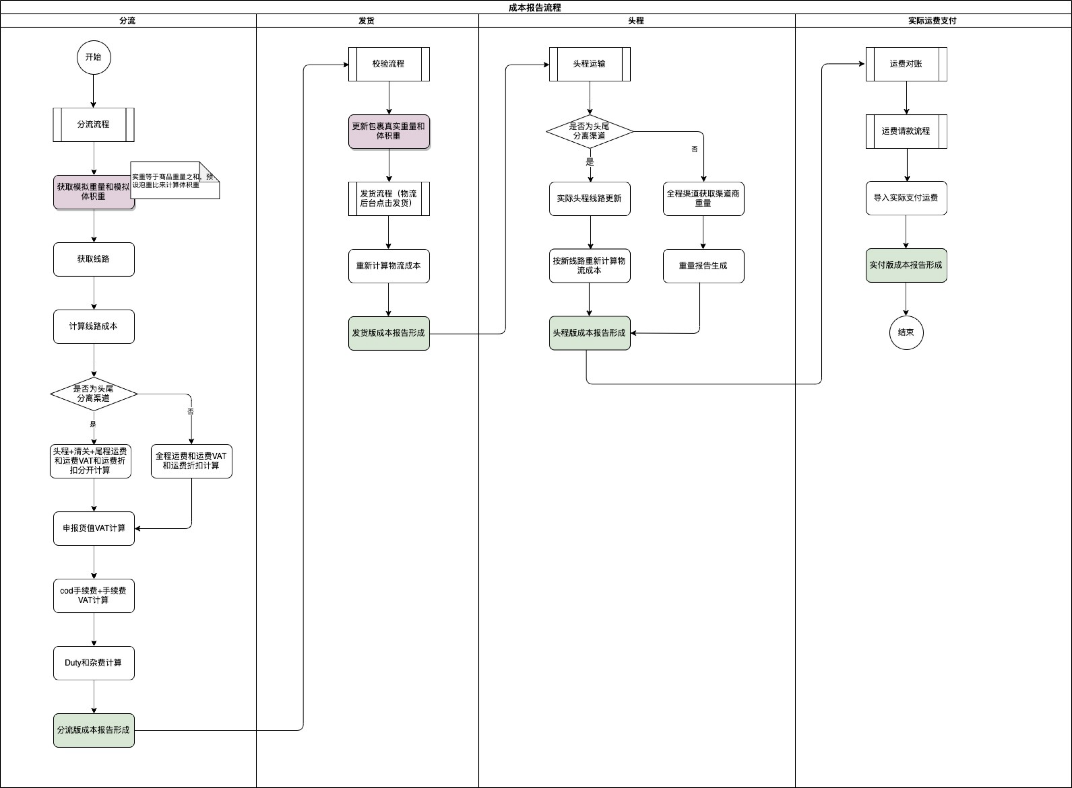 成本报告流程
分流
发货
头程
实际运费支付
开始
分流流程
获取模拟重量和模拟
体积重
实重等于商品重量之和，预
设泡重比来计算体积重
获取线路
计算线路成本
是否为头尾
分离渠道
是
否
头程+清关+尾程运费
和运费VAT和运费折
扣分开计算
全程运费和运费VAT
和运费折扣计算
申报货值VAT计算
cod手续费+手续费
VAT计算
Duty和杂费计算
分流版成本报告形成
校验流程
更新包裹真实重量和
体积重
发货流程（物流
后台点击发货）
重新计算物流成本
发货版成本报告形成
头程运输
是否为头尾
分离渠道
是
否
实际头程线路更新
全程渠道获取渠道商
重量
按新线路重新计算物
流成本
重量报告生成
头程版成本报告形成
运费对账
运费请款流程
导入实际支付运费
实付版成本报告形成
结束